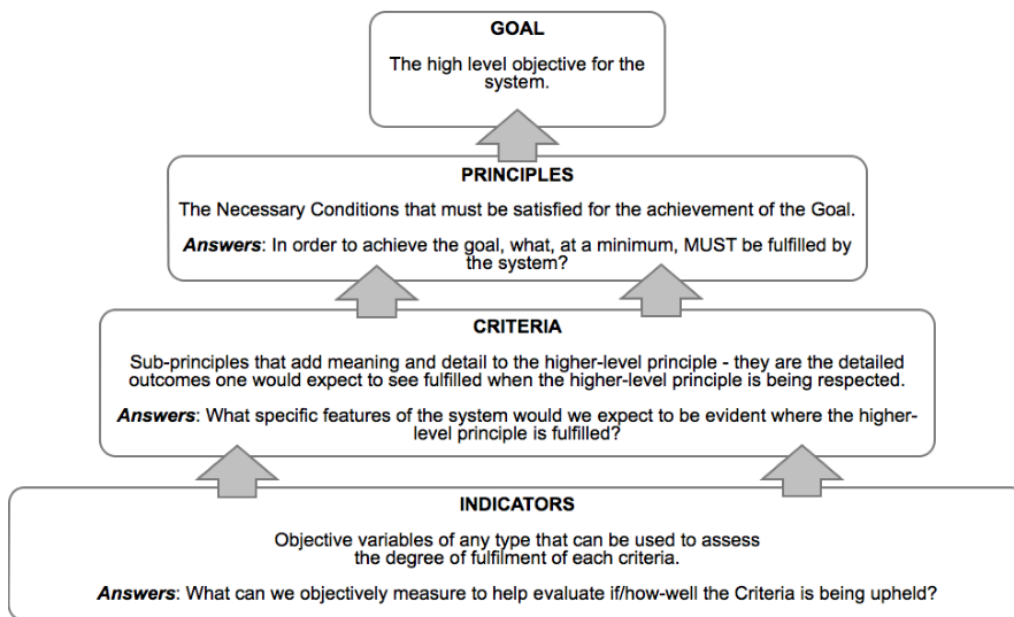 GOAL
The high level objective for the
system.
PRINCIPLES
The Necessary Conditions that must be satisfied for the achievement of the Goal.
Answers: In order to achieve the goal, what, at a minimum, MUST be fulfilled by
the system?
CRITERIA
Sub-principles that add meaning and detail to the higher-level principle - they are the detailed
outcomes one would expect to see fulfilled when the higher-level principle is being respected.
Answers: What specific features of the system would we expect to be evident where the higher-
level principle is fulfilled?
INDICATORS
Objective variables of any type that can be used to assess
the degree of fulfilment of each criteria.
Answers: What can we objectively measure to help evaluate if/how-well the Criteria is being upheld?